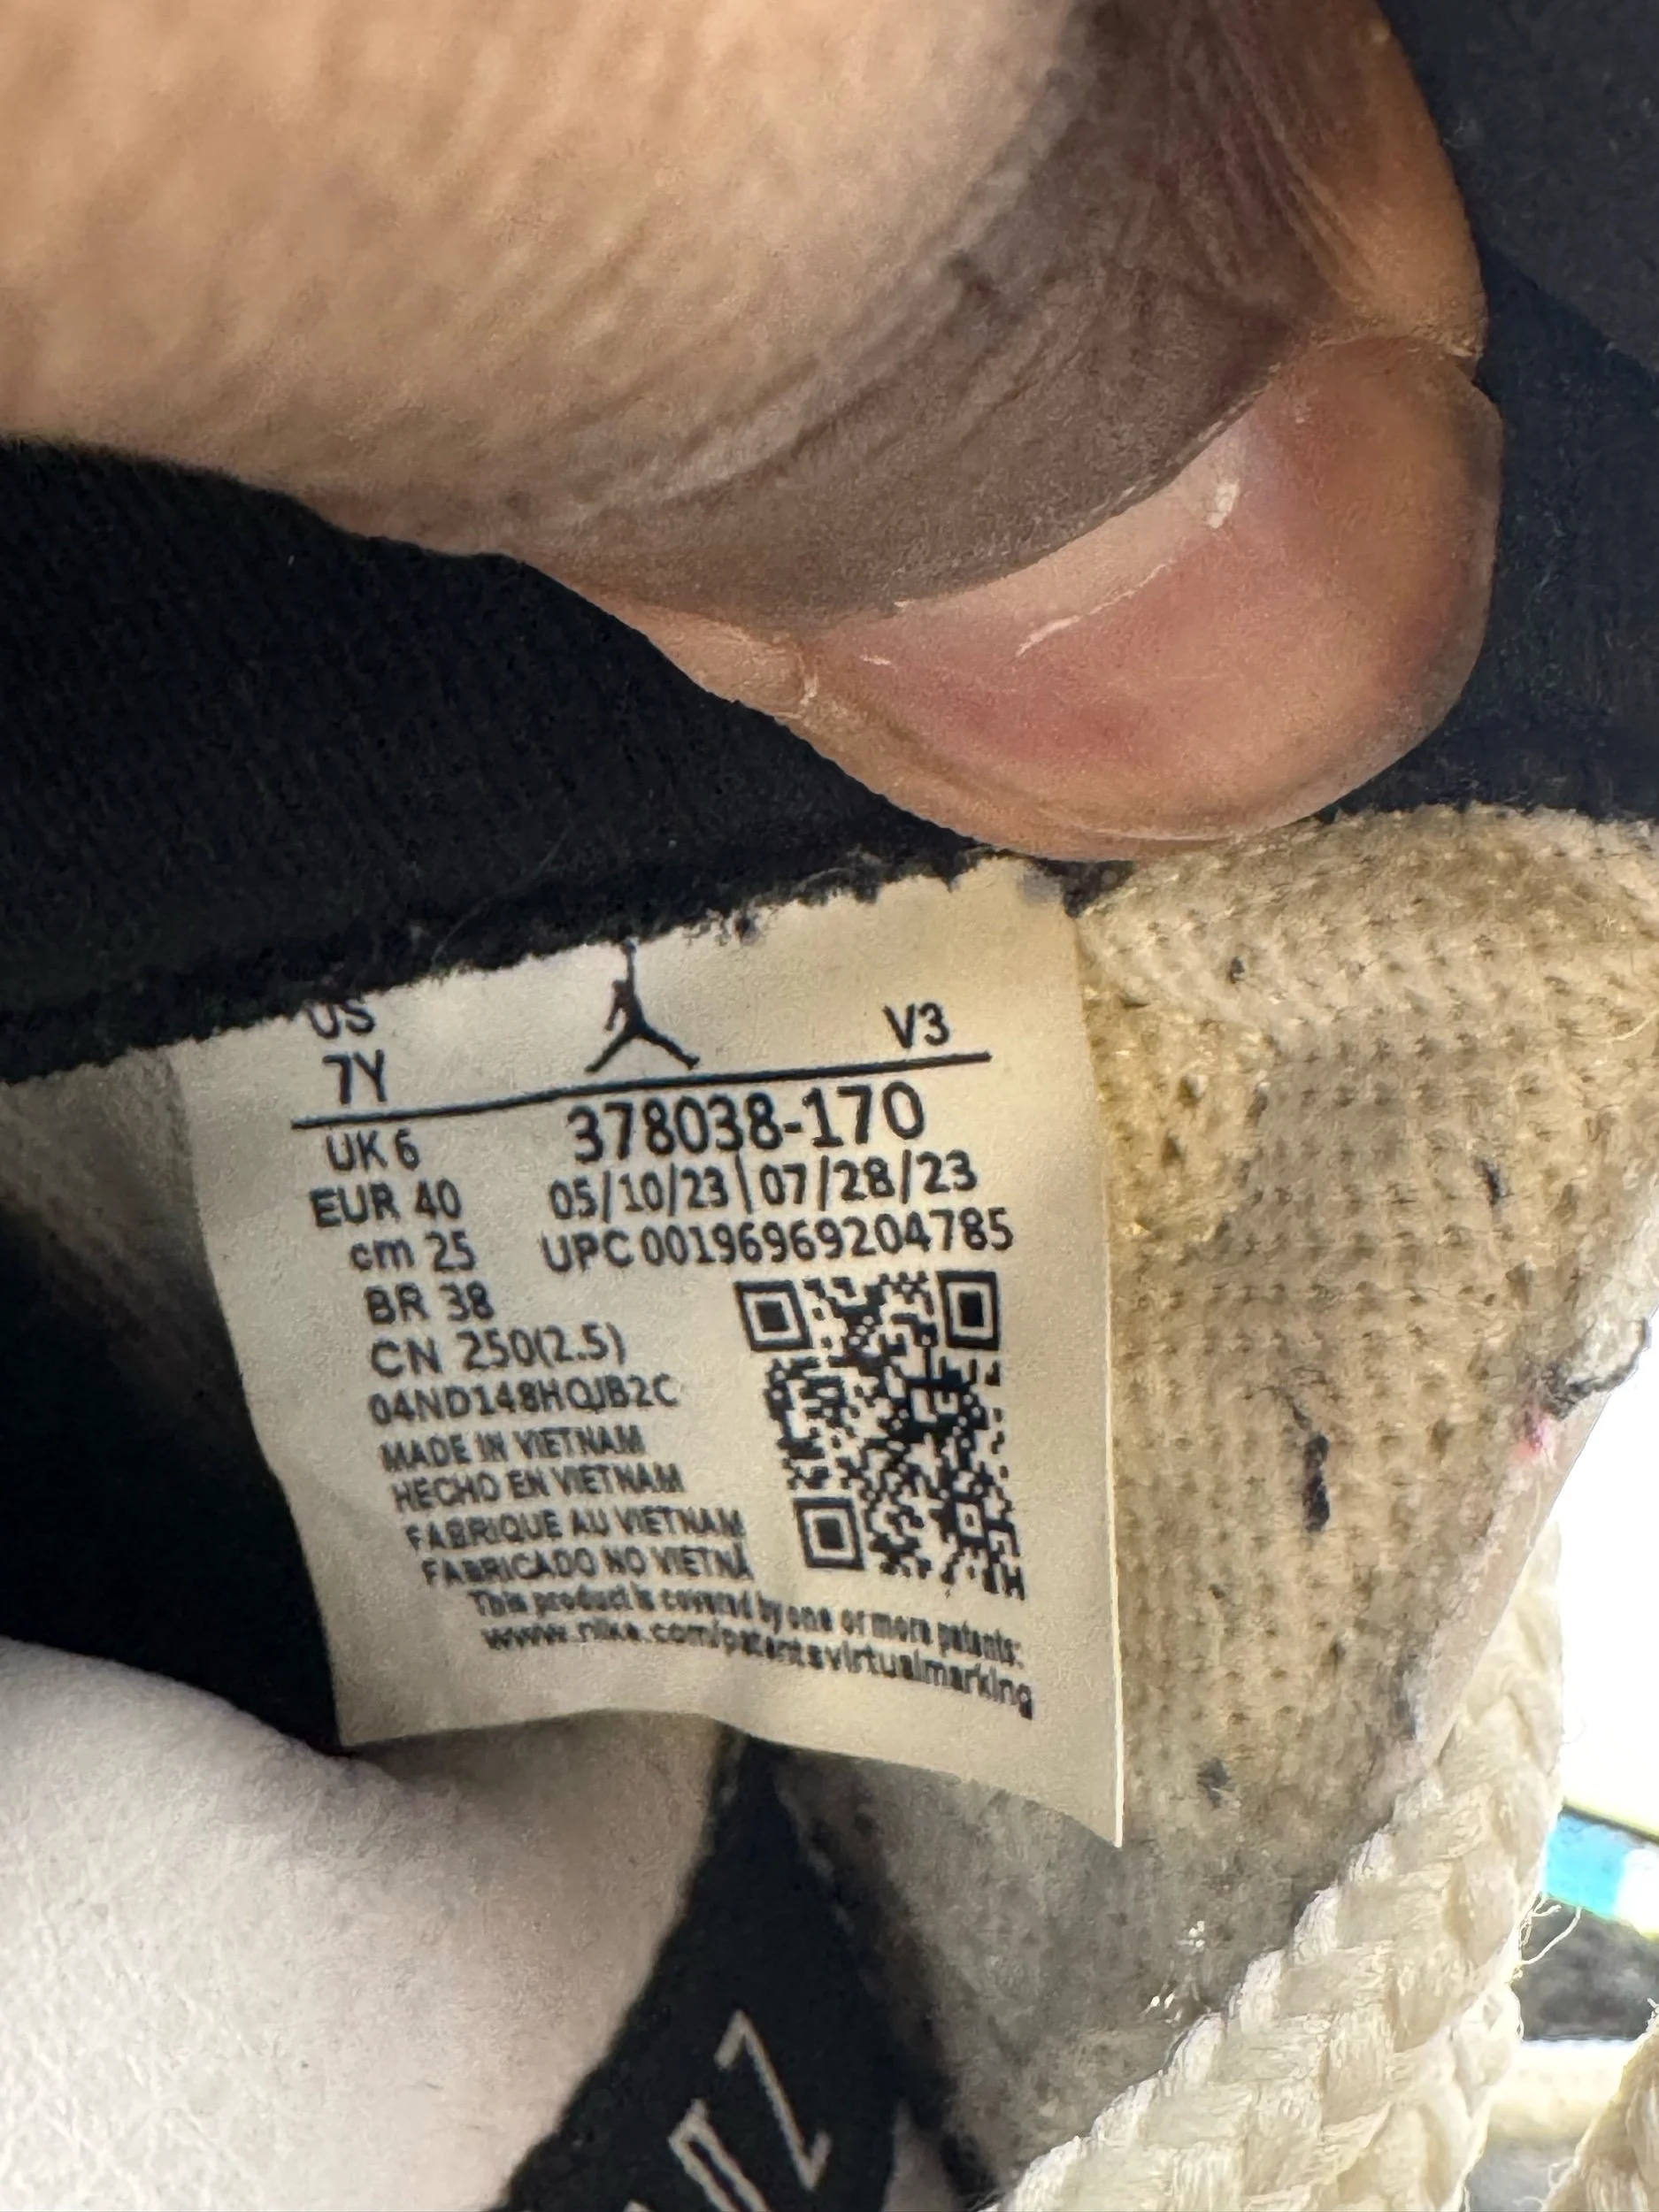 US
7Y
V3
UK 6
378038-170
EUR 40
05/10/23 | 07/28/23
cm 25
UPC 00196969204785
BR 38
CN 250(2.5)
04ND148HQJB2C
MADE IN VIETNAM
HECHO EN VIETNAM
FABRIQUE AU VIETNAM
FABRICADO NO VIETNÃ
This product is covered by one or more patents:
www.nike.com/patentsvirtualmarking